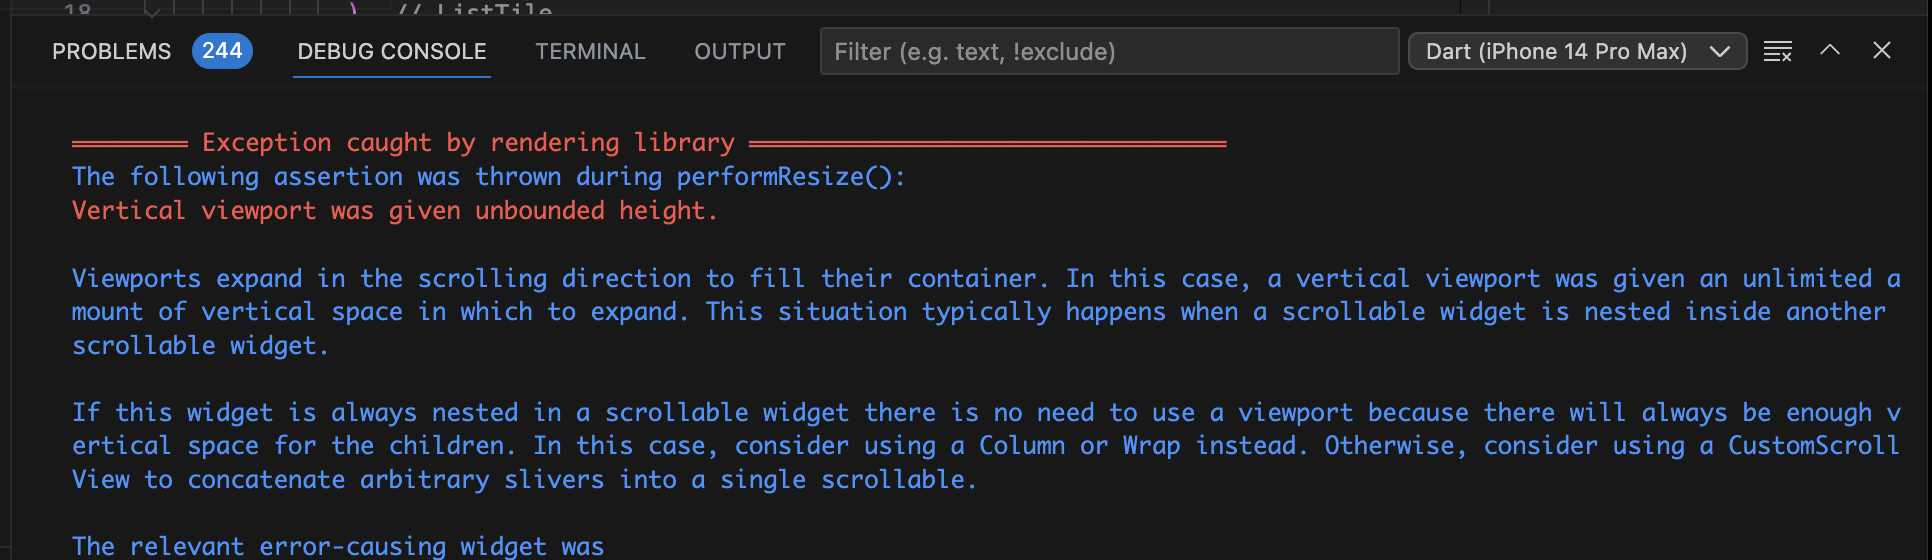 18 ) // ListTile
PROBLEMS 244 DEBUG CONSOLE TERMINAL OUTPUT Filter (e.g. text, !exclude) Dart (iPhone 14 Pro Max)
════════ Exception caught by rendering library ═════════════════════════════════
The following assertion was thrown during performResize():
Vertical viewport was given unbounded height.
Viewports expand in the scrolling direction to fill their container. In this case, a vertical viewport was given an unlimited a
mount of vertical space in which to expand. This situation typically happens when a scrollable widget is nested inside another
scrollable widget.
If this widget is always nested in a scrollable widget there is no need to use a viewport because there will always be enough v
ertical space for the children. In this case, consider using a Column or Wrap instead. Otherwise, consider using a CustomScroll
View to concatenate arbitrary slivers into a single scrollable.
The relevant error-causing widget was